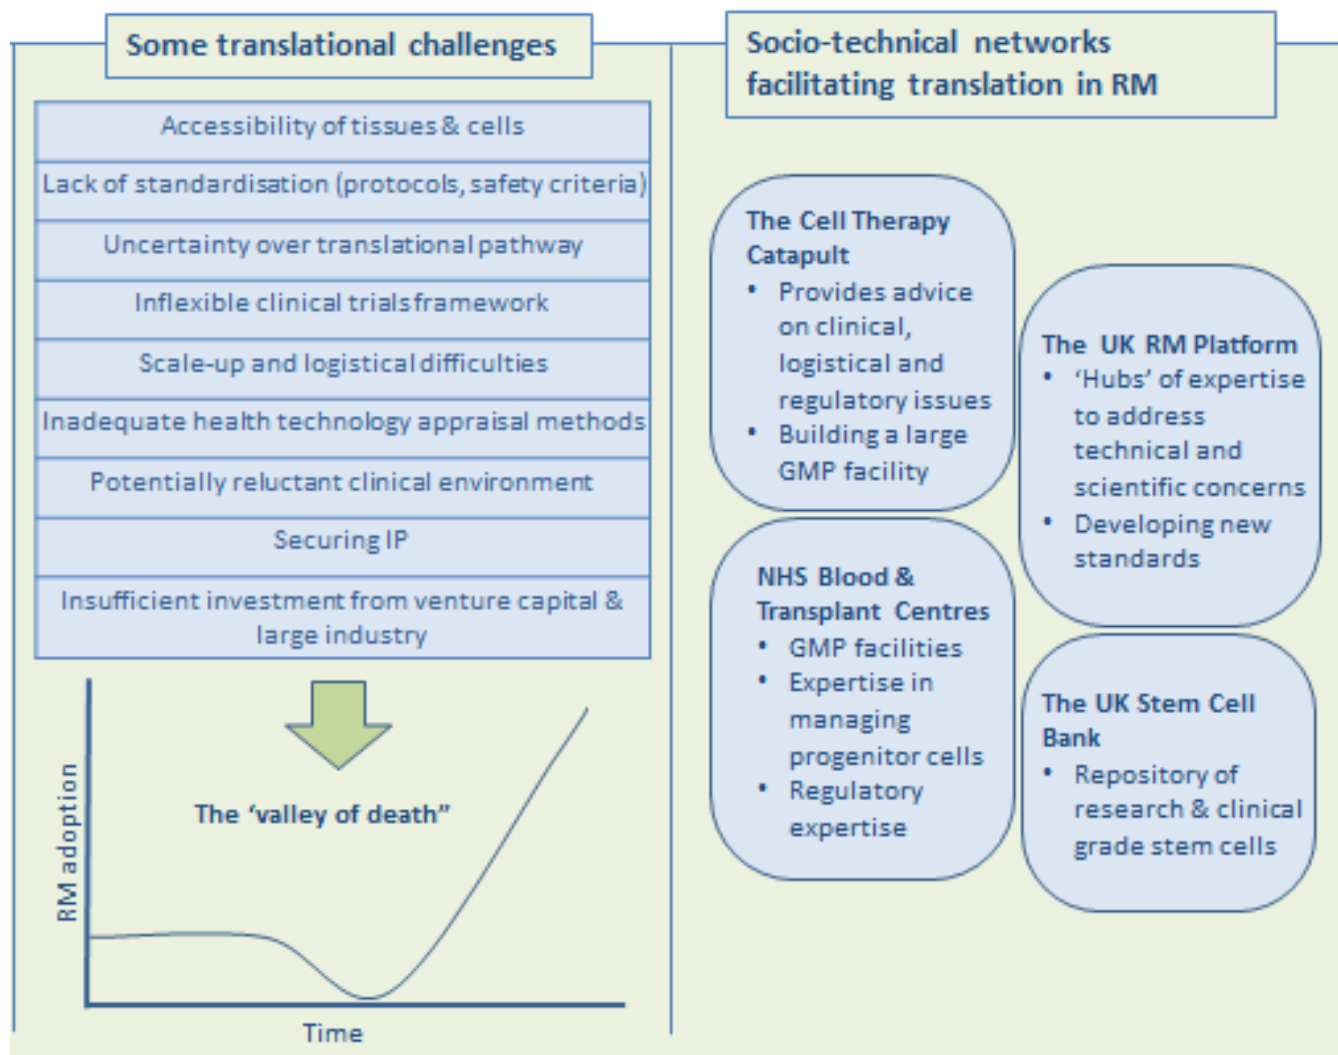 Some translational challenges
Accessibility of tissues & cells
Lack of standardisation (protocols, safety criteria)
Uncertainty over translational pathway
Inflexible clinical trials framework
Scale-up and logistical difficulties
Inadequate health technology appraisal methods
Potentially reluctant clinical environment
Securing IP
Insufficient investment from venture capital &
large industry
The ‘valley of death”
RM adoption
Time
Socio-technical networks
facilitating translation in RM
The Cell Therapy
Catapult
• Provides advice
on clinical,
logistical and
regulatory issues
• Building a large
GMP facility
The UK RM Platform
• ‘Hubs’ of expertise
to address
technical and
scientific concerns
• Developing new
standards
NHS Blood &
Transplant Centres
• GMP facilities
• Expertise in
managing
progenitor cells
• Regulatory
expertise
The UK Stem Cell
Bank
• Repository of
research & clinical
grade stem cells